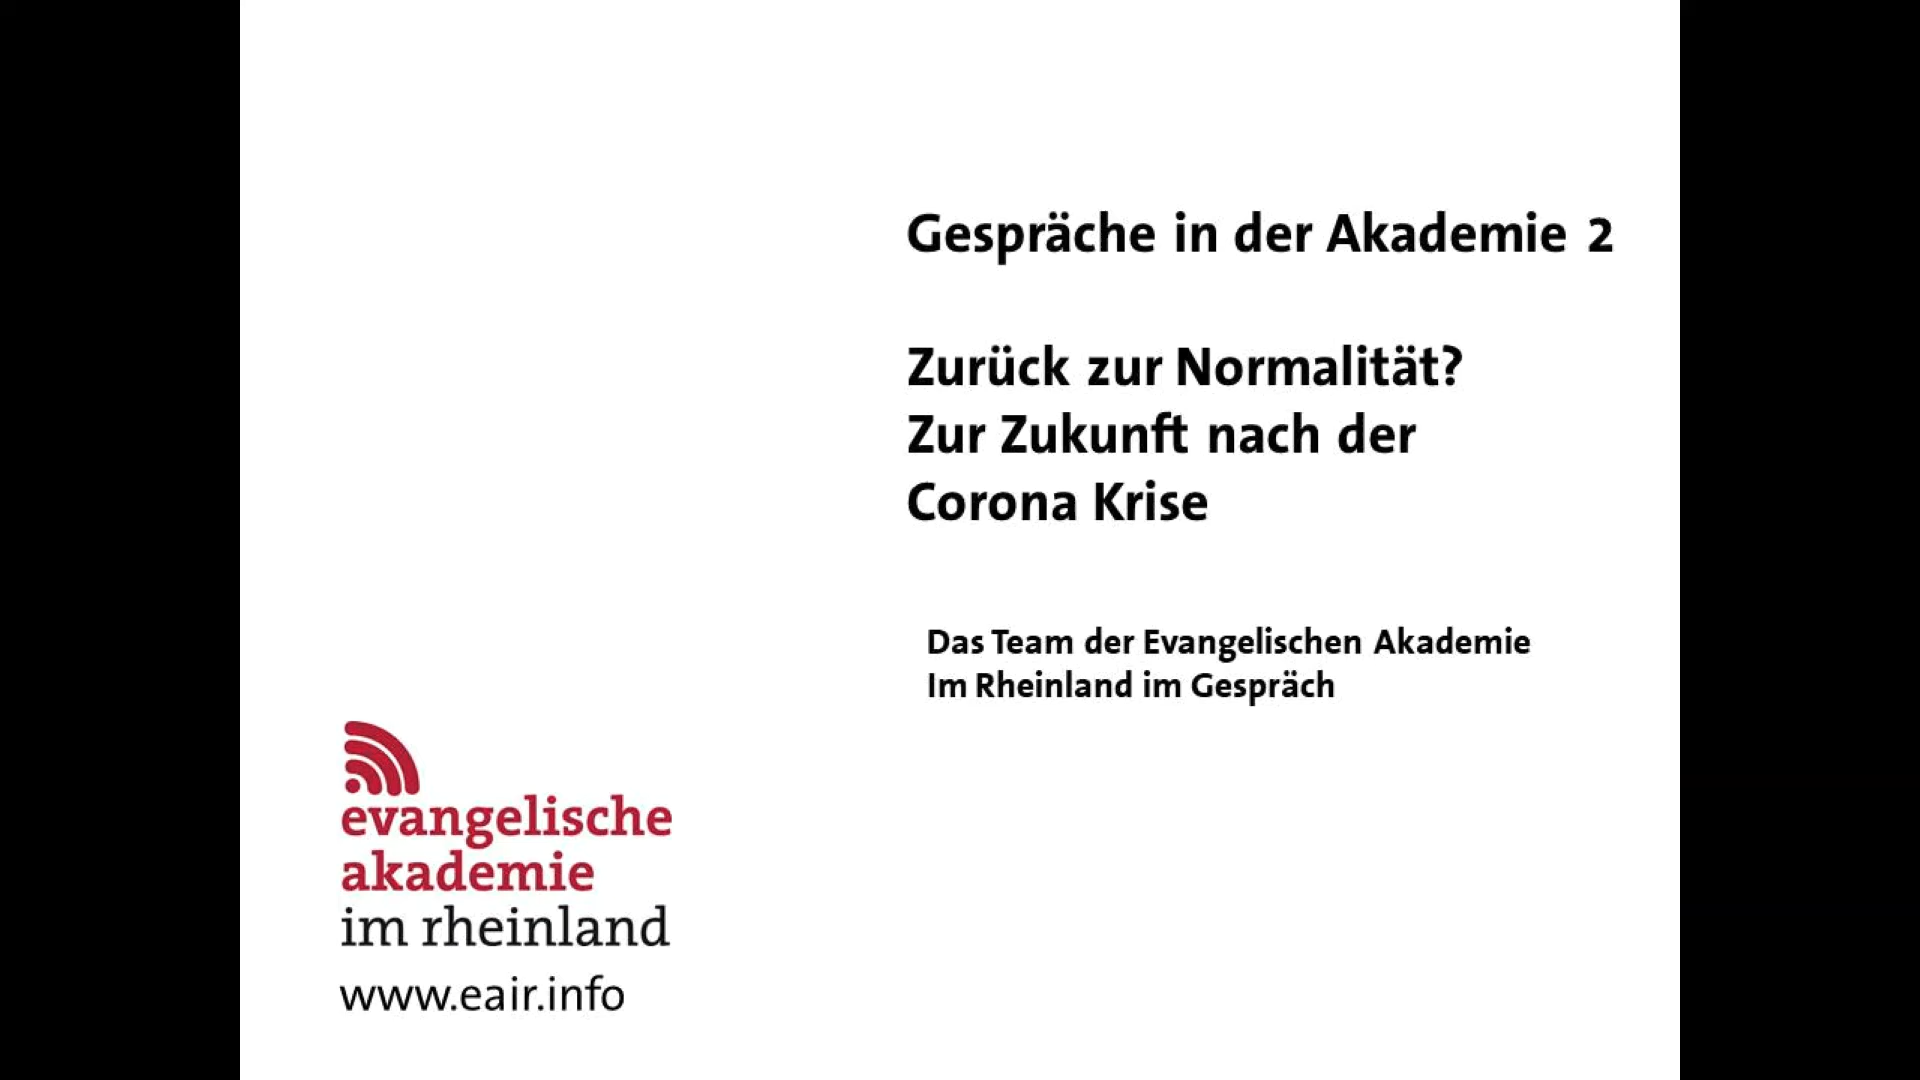 Gespräche in der Akademie 2
Zurück zur Normalität?
Zur Zukunft nach der
Corona Krise
Das Team der Evangelischen Akademie
Im Rheinland im Gespräch
evangelische
akademie
im rheinland
www.eair.info